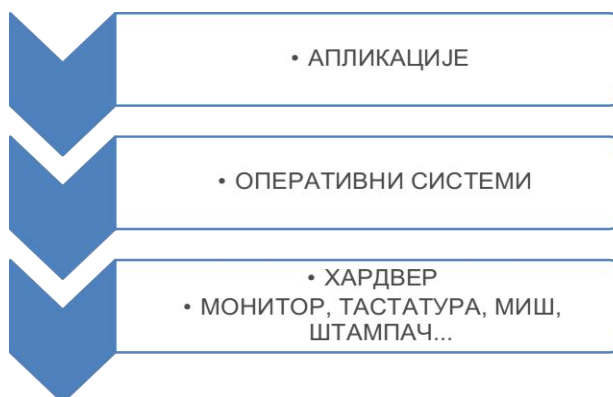 • АПЛИКАЦИЈЕ
• ОПЕРАТИВНИ СИСТЕМИ
• ХАРДВЕР
• МОНИТОР, ТАСТАТУРА, МИШ,
ШТАМПАЧ...